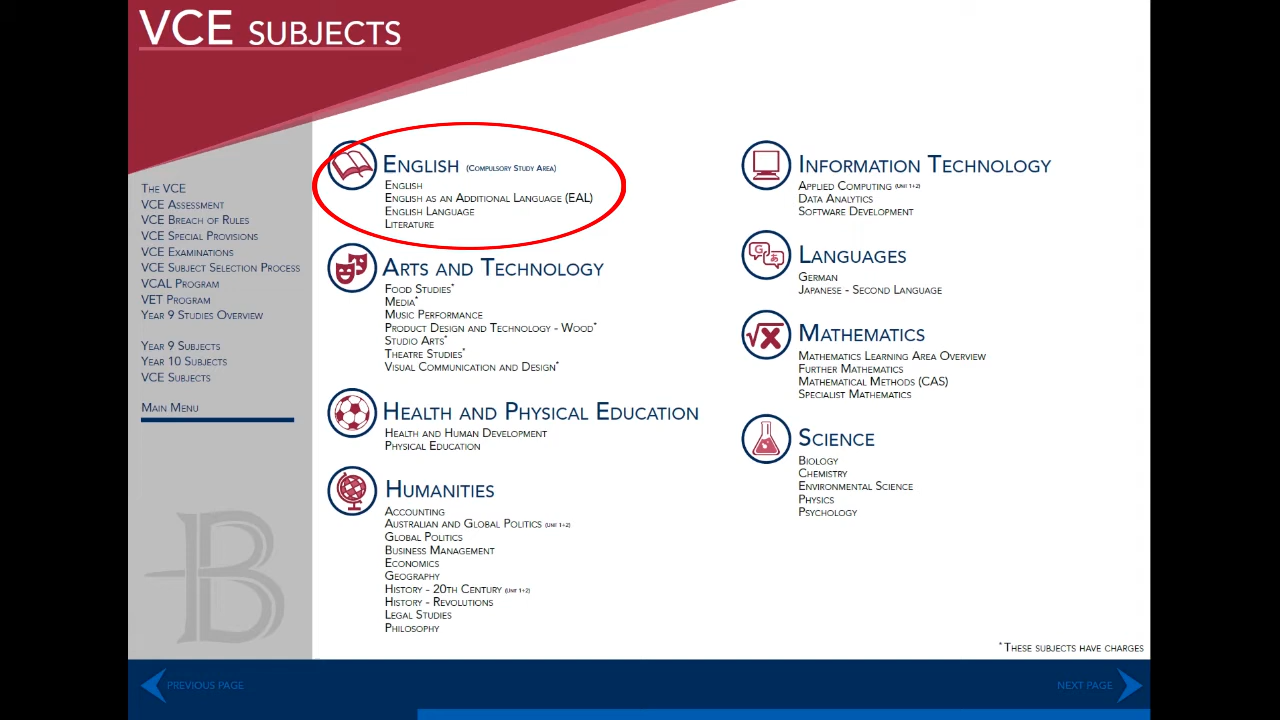 VCE SUBJECTS
THE VCE
VCE ASSESSMENT
VCE BREACH OF RULES
VCE SPECIAL PROVISIONS
VCE EXAMINATIONS
VCE SUBJECT SELECTION PROCESS
VCAL PROGRAM
VET PROGRAM
YEAR 9 STUDIES OVERVIEW
YEAR 9 SUBJECTS
YEAR 10 SUBJECTS
VCE SUBJECTS
MAIN MENU
ENGLISH (COMPULSORY STUDY AREA)
ENGLISH
ENGLISH AS AN ADDITIONAL LANGUAGE (EAL)
ENGLISH LANGUAGE
LITERATURE
ARTS AND TECHNOLOGY
FOOD STUDIES*
MEDIA*
MUSIC PERFORMANCE
PRODUCT DESIGN AND TECHNOLOGY - WOOD*
STUDIO ARTS*
THEATRE STUDIES*
VISUAL COMMUNICATION AND DESIGN*
HEALTH AND PHYSICAL EDUCATION
HEALTH AND HUMAN DEVELOPMENT
PHYSICAL EDUCATION
HUMANITIES
ACCOUNTING
AUSTRALIAN AND GLOBAL POLITICS (UNIT 1+2)
GLOBAL POLITICS
BUSINESS MANAGEMENT
ECONOMICS
GEOGRAPHY
HISTORY - 20TH CENTURY (UNIT 1+2)
HISTORY - REVOLUTIONS
LEGAL STUDIES
PHILOSOPHY
INFORMATION TECHNOLOGY
APPLIED COMPUTING (UNIT 1+2)
DATA ANALYTICS
SOFTWARE DEVELOPMENT
G あ
LANGUAGES
GERMAN
JAPANESE - SECOND LANGUAGE
√x
MATHEMATICS
MATHEMATICS LEARNING AREA OVERVIEW
FURTHER MATHEMATICS
MATHEMATICAL METHODS (CAS)
SPECIALIST MATHEMATICS
SCIENCE
BIOLOGY
CHEMISTRY
ENVIRONMENTAL SCIENCE
PHYSICS
PSYCHOLOGY
* THESE SUBJECTS HAVE CHARGES
B
PREVIOUS PAGE
NEXT PAGE